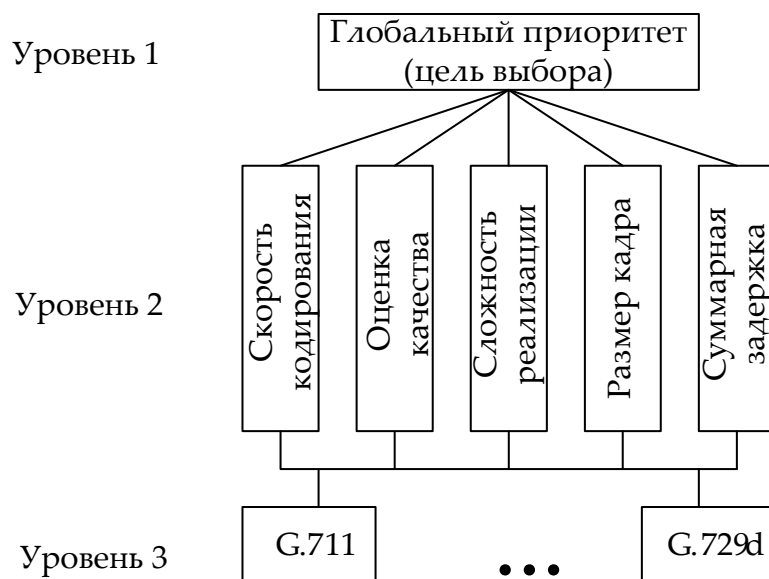 Уровень 1
Глобальный приоритет
(цель выбора)
Уровень 2
Скорость
кодирования
Оценка
качества
Сложность
реализации
Размер кадра
Суммарная
задержка
Уровень 3
G.711
•••
G.729d